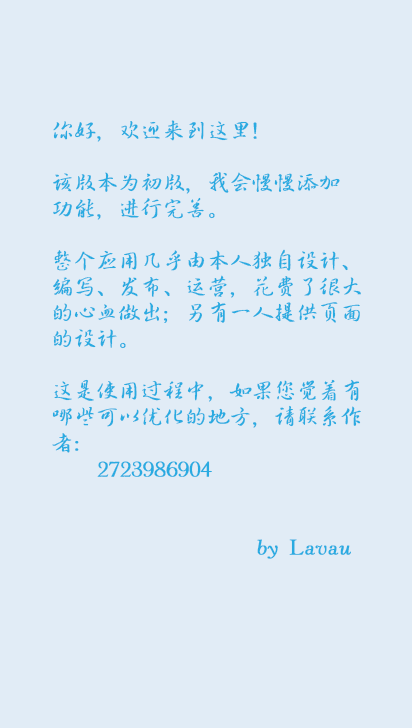 你好，欢迎来到这里！
该版本为初版，我会慢慢添加
功能，进行完善。
整个应用几乎由本人独自设计、
编写、发布、运营，花费了很大
的心血做出；另有一人提供页面
的设计。
这是使用过程中，如果您觉着有
哪些可以优化的地方，请联系作
者：
2723986904
by Lavau